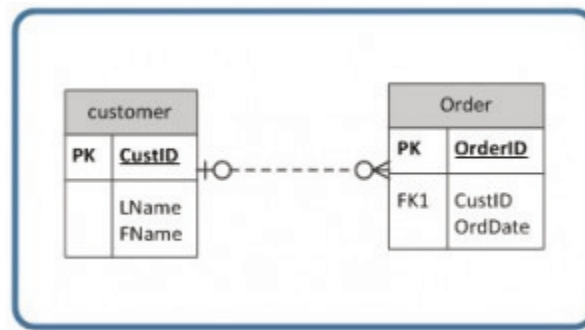 customer
PK CustID
LName
FName
Order
PK OrderID
FK1 CustID
OrdDate